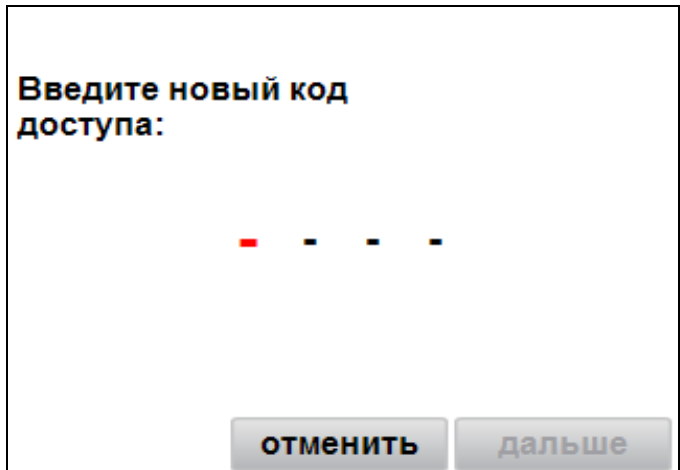 Введите новый код
доступа:
- - - -
отменить дальше